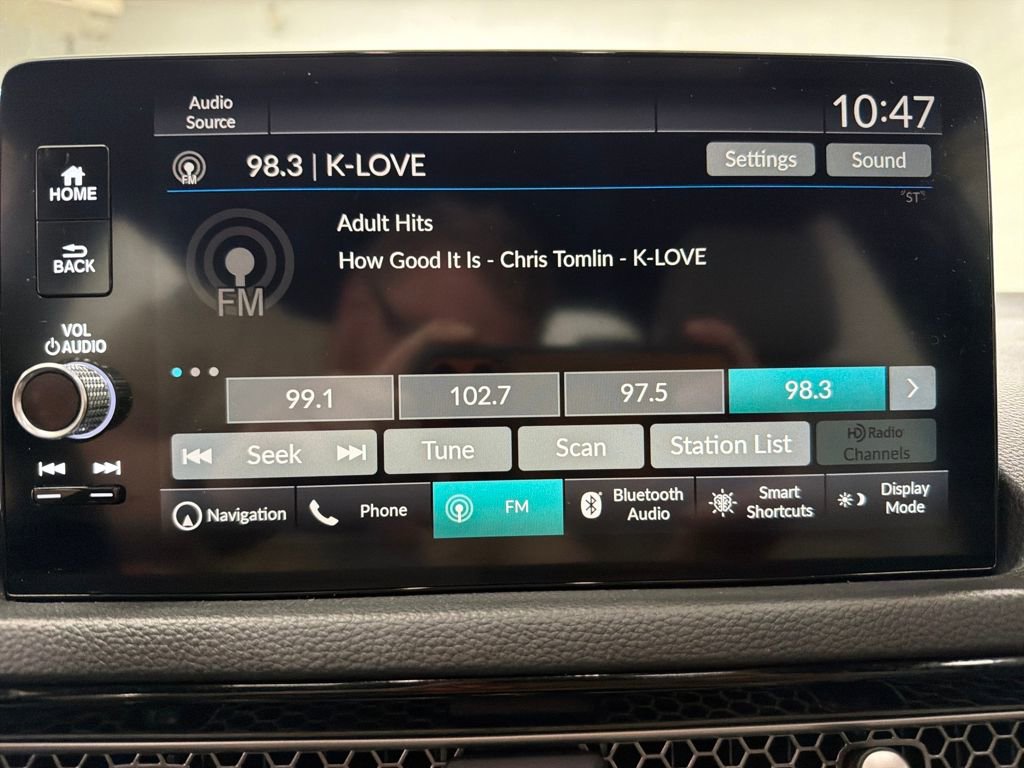 Audio
Source
10:47
FM
98.3 | K-LOVE
Settings
Sound
HOME
ST
Adult Hits
BACK
How Good It Is - Chris Tomlin - K-LOVE
FM
VOL
AUDIO
99.1
102.7
97.5
98.3
Seek
Tune
Scan
Station List
HD Radio
Channels
Navigation
Phone
FM
Bluetooth
Audio
Smart
Shortcuts
Display
Mode